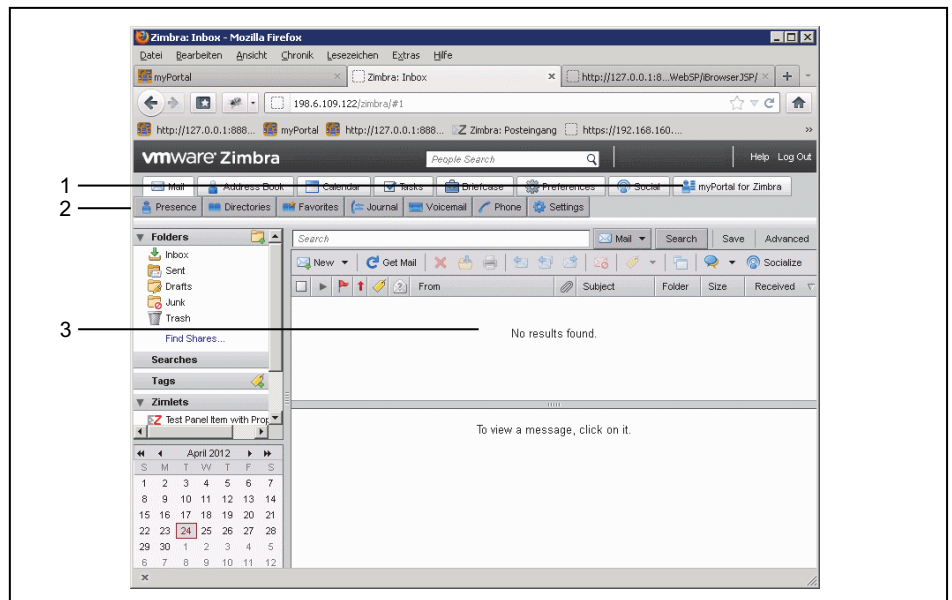 Zimbra: Inbox - Mozilla Firefox
Datei Bearbeiten Ansicht Chronik Lesezeichen Extras Hilfe
myPortal × Zimbra: Inbox × http://127.0.0.1:8...WebSP/iBrowserJSP/ × +
198.6.109.122/zimbra/#1
http://127.0.0.1:888... myPortal http://127.0.0.1:888... Zimbra: Posteingang https://192.168.160.... »
vmware Zimbra People Search Help Log Out
1 Mail Address Book Calendar Tasks Briefcase Preferences Social myPortal for Zimbra
2 Presence Directories Favorites Journal Voicemail Phone Settings
Folders
Inbox
Sent
Drafts
Junk
Trash
Find Shares...
Searches
Tags
Zimlets
Test Panel Item with Prop
Search Mail Search Save Advanced
New Get Mail Socialize
From Subject Folder Size Received
3 No results found.
To view a message, click on it.
April 2012
S M T W T F S
1 2 3 4 5 6 7
8 9 10 11 12 13 14
15 16 17 18 19 20 21
22 23 24 25 26 27 28
29 30 1 2 3 4 5
6 7 8 9 10 11 12
×